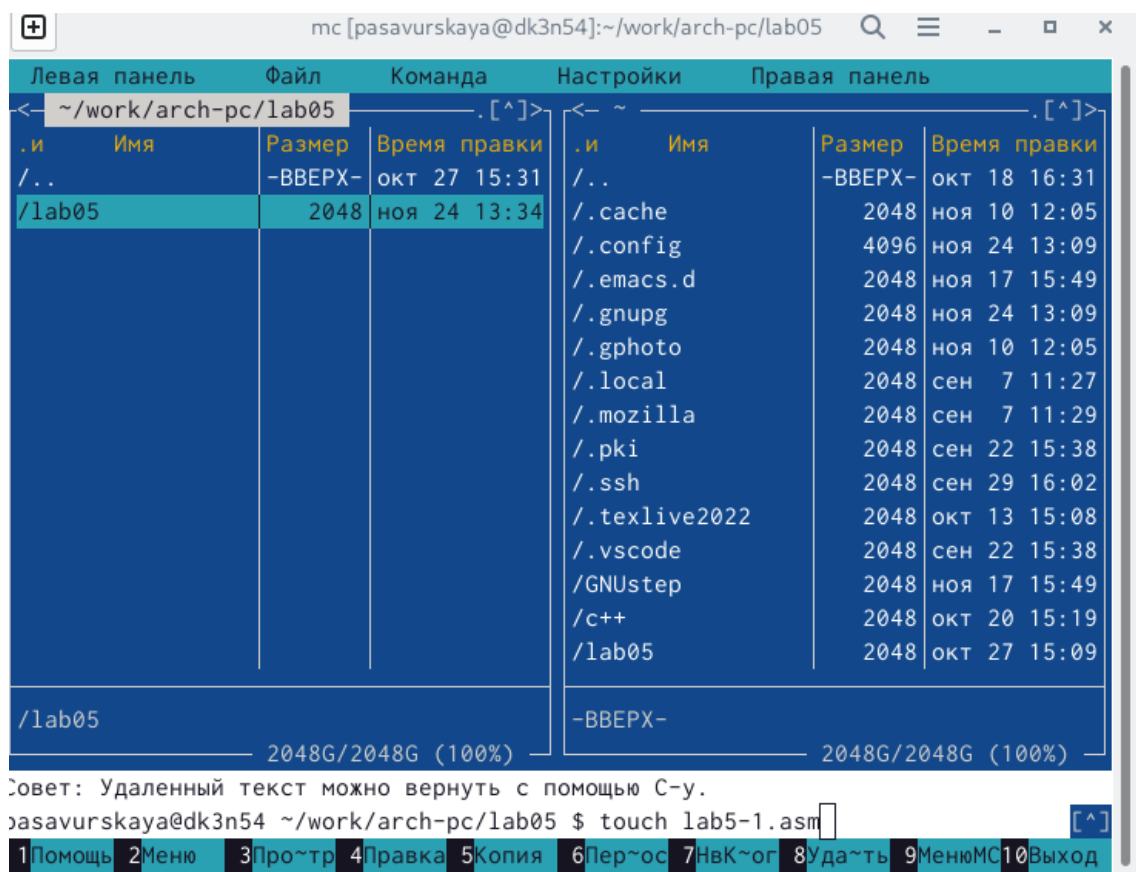 mc [pasavurskaya@dk3n54]:~/work/arch-pc/lab05
Левая панель Файл Команда Настройки Правая панель
<- ~/work/arch-pc/lab05 .[^]>
.и Имя Размер Время правки
/.. -ВВЕРХ- окт 27 15:31
/lab05 2048 ноя 24 13:34
/lab05
2048G/2048G (100%)
<- ~ .[^]>
.и Имя Размер Время правки
/.. -ВВЕРХ- окт 18 16:31
/.cache 2048 ноя 10 12:05
/.config 4096 ноя 24 13:09
/.emacs.d 2048 ноя 17 15:49
/.gnupg 2048 ноя 24 13:09
/.gphoto 2048 ноя 10 12:05
/.local 2048 сен 7 11:27
/.mozilla 2048 сен 7 11:29
/.pki 2048 сен 22 15:38
/.ssh 2048 сен 29 16:02
/.texlive2022 2048 окт 13 15:08
/.vscode 2048 сен 22 15:38
/GNUstep 2048 ноя 17 15:49
/c++ 2048 окт 20 15:19
/lab05 2048 окт 27 15:09
-ВВЕРХ-
2048G/2048G (100%)
Совет: Удаленный текст можно вернуть с помощью C-y.
pasavurskaya@dk3n54 ~/work/arch-pc/lab05 $ touch lab5-1.asm [^]
1Помощь 2Меню 3Про~тр 4Правка 5Копия 6Пер~ос 7НвК~ог 8Уда~ть 9МенюMC 10Выход